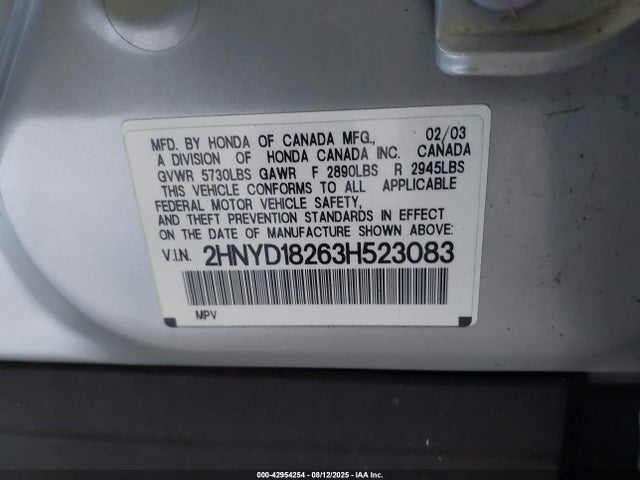 MFD. BY HONDA OF CANADA MFG., 02/03
A DIVISION OF HONDA CANADA INC. CANADA
GVWR 5730LBS GAWR F 2890LBS R 2945LBS
THIS VEHICLE CONFORMS TO ALL APPLICABLE
FEDERAL MOTOR VEHICLE SAFETY,
AND THEFT PREVENTION STANDARDS IN EFFECT
ON THE DATE OF MANUFACTURE SHOWN ABOVE:
V.I.N. 2HNYD18263H523083
MPV
000-42954254 - 08/12/2025 - IAA Inc.